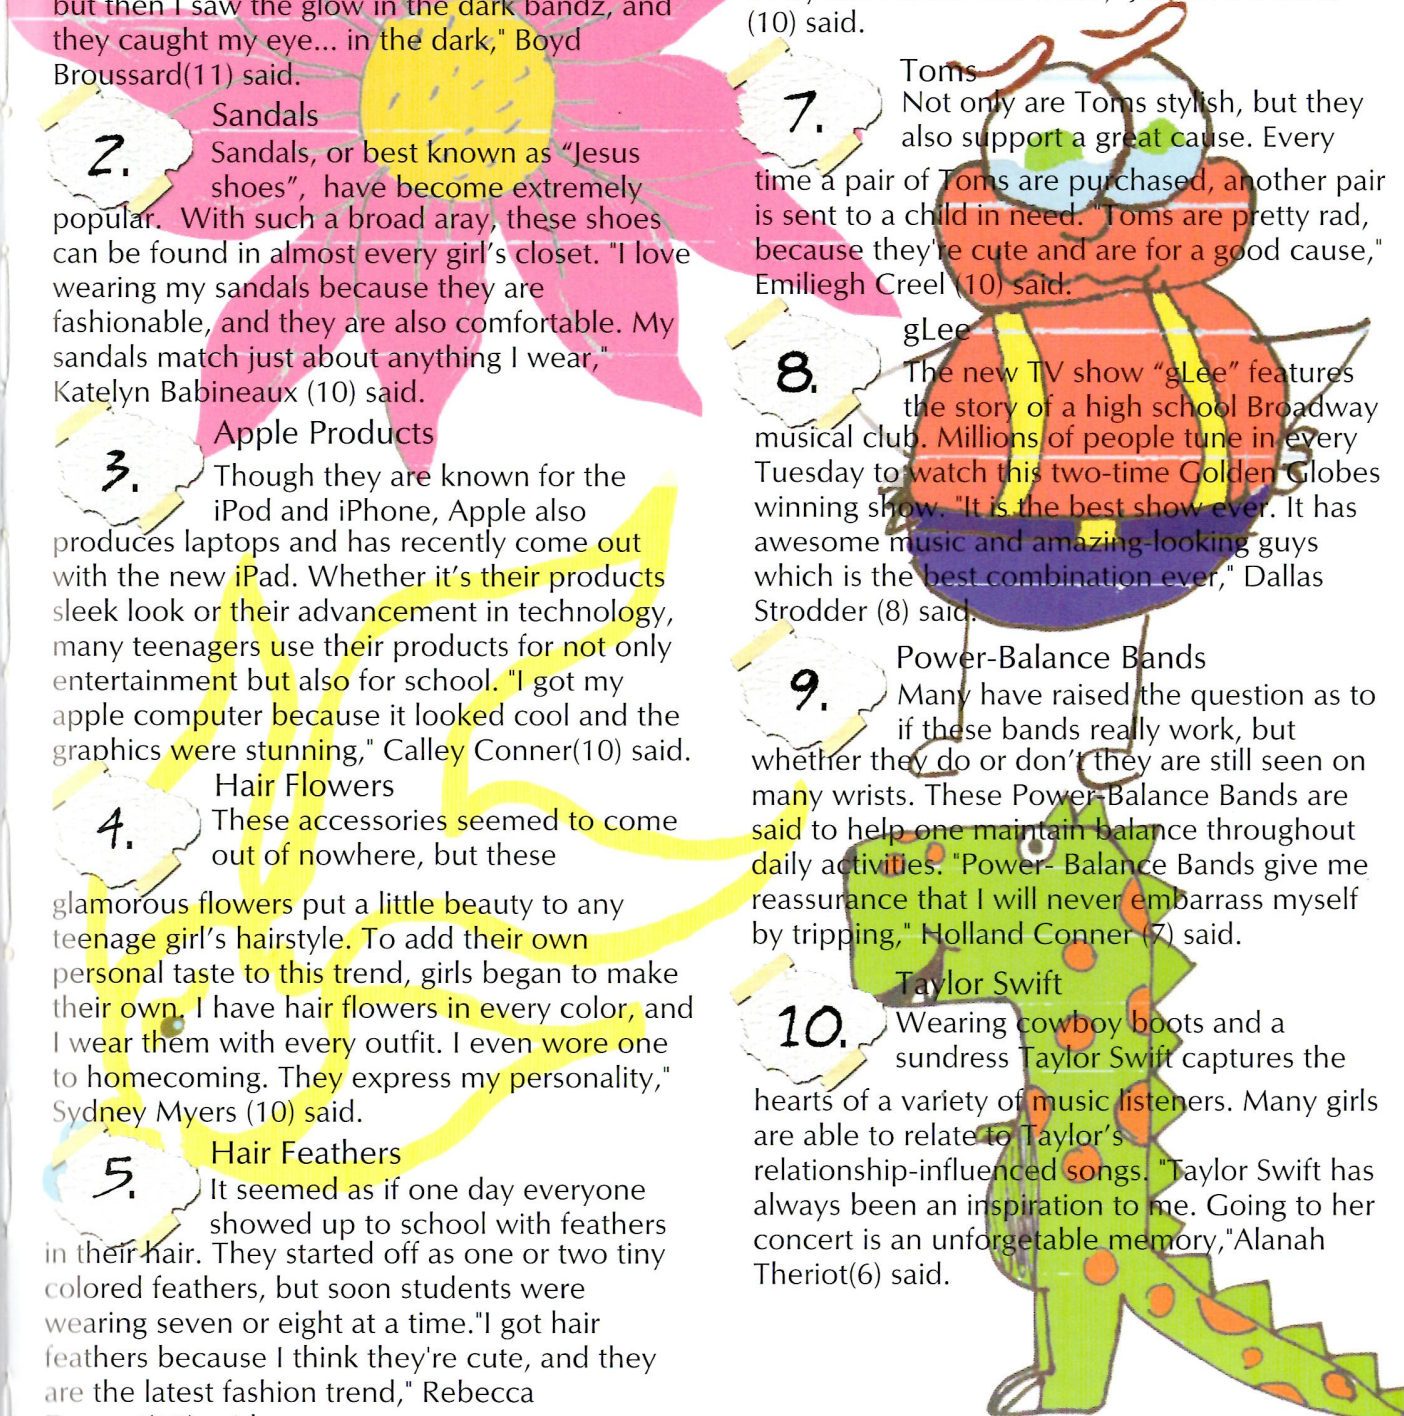 but then I saw the glow in the dark bandz, and
they caught my eye... in the dark," Boyd
Broussard(11) said.
2.
Sandals
Sandals, or best known as “Jesus
shoes”, have become extremely
popular. With such a broad aray, these shoes
can be found in almost every girl's closet. "I love
wearing my sandals because they are
fashionable, and they are also comfortable. My
sandals match just about anything I wear,"
Katelyn Babineaux (10) said.
3.
Apple Products
Though they are known for the
iPod and iPhone, Apple also
produces laptops and has recently come out
with the new iPad. Whether it's their products
sleek look or their advancement in technology,
many teenagers use their products for not only
entertainment but also for school. "I got my
apple computer because it looked cool and the
graphics were stunning," Calley Conner(10) said.
4.
Hair Flowers
These accessories seemed to come
out of nowhere, but these
glamorous flowers put a little beauty to any
teenage girl's hairstyle. To add their own
personal taste to this trend, girls began to make
their own. I have hair flowers in every color, and
I wear them with every outfit. I even wore one
to homecoming. They express my personality,"
Sydney Myers (10) said.
5.
Hair Feathers
It seemed as if one day everyone
showed up to school with feathers
in their hair. They started off as one or two tiny
colored feathers, but soon students were
wearing seven or eight at a time."I got hair
feathers because I think they're cute, and they
are the latest fashion trend," Rebecca
(10) said.
7.
Toms
Not only are Toms stylish, but they
also support a great cause. Every
time a pair of Toms are purchased, another pair
is sent to a child in need. "Toms are pretty rad,
because they're cute and are for a good cause,"
Emiliegh Creel (10) said.
8.
gLee
The new TV show “gLee” features
the story of a high school Broadway
musical club. Millions of people tune in every
Tuesday to watch this two-time Golden Globes
winning show. "It is the best show ever. It has
awesome music and amazing-looking guys
which is the best combination ever," Dallas
Strodder (8) said.
9.
Power-Balance Bands
Many have raised the question as to
if these bands really work, but
whether they do or don't they are still seen on
many wrists. These Power-Balance Bands are
said to help one maintain balance throughout
daily activities. "Power- Balance Bands give me
reassurance that I will never embarrass myself
by tripping," Holland Conner (7) said.
10.
Taylor Swift
Wearing cowboy boots and a
sundress Taylor Swift captures the
hearts of a variety of music listeners. Many girls
are able to relate to Taylor's
relationship-influenced songs. "Taylor Swift has
always been an inspiration to me. Going to her
concert is an unforgetable memory,"Alanah
Theriot(6) said.